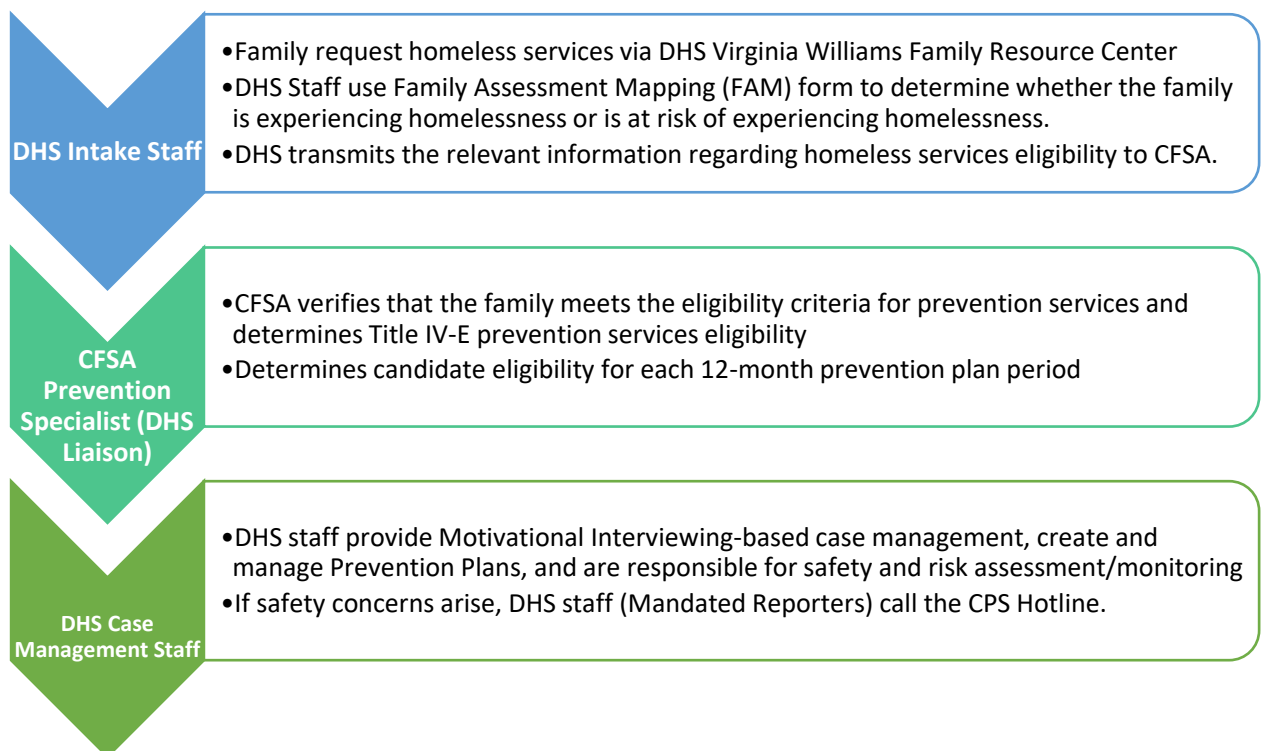 DHS Intake Staff
•Family request homeless services via DHS Virginia Williams Family Resource Center
•DHS Staff use Family Assessment Mapping (FAM) form to determine whether the family
is experiencing homelessness or is at risk of experiencing homelessness.
•DHS transmits the relevant information regarding homeless services eligibility to CFSA.
CFSA
Prevention
Specialist (DHS
Liaison)
•CFSA verifies that the family meets the eligibility criteria for prevention services and
determines Title IV-E prevention services eligibility
•Determines candidate eligibility for each 12-month prevention plan period
DHS Case
Management Staff
•DHS staff provide Motivational Interviewing-based case management, create and
manage Prevention Plans, and are responsible for safety and risk assessment/monitoring
•If safety concerns arise, DHS staff (Mandated Reporters) call the CPS Hotline.